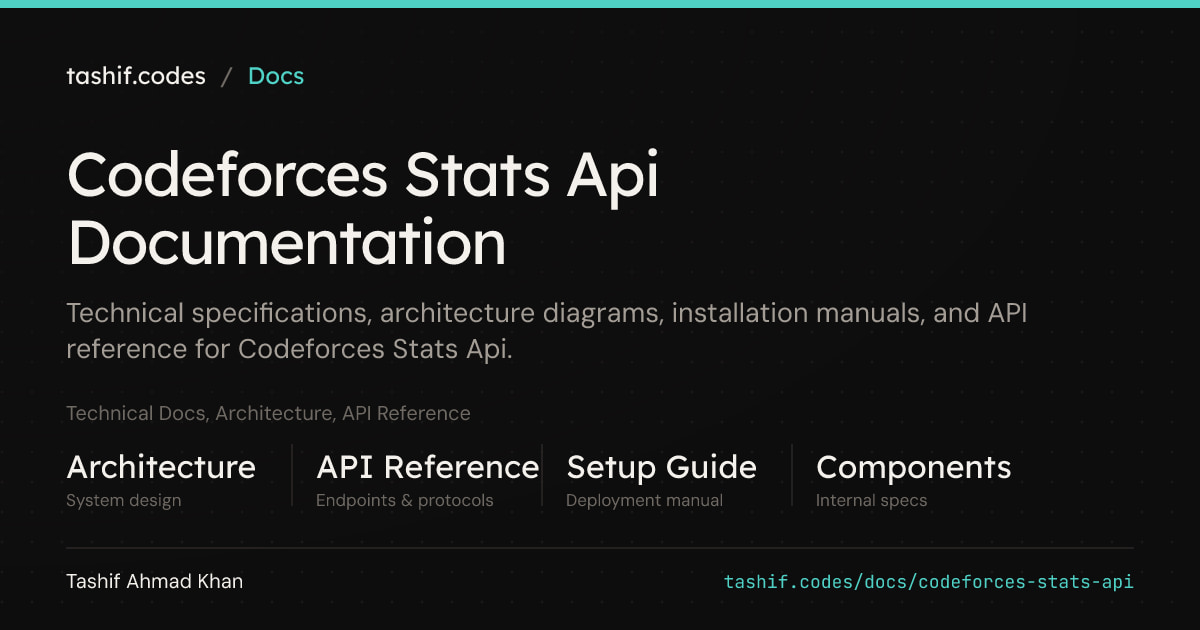 tashif.codes / Docs
Codeforces Stats Api
Documentation
Technical specifications, architecture diagrams, installation manuals, and API
reference for Codeforces Stats Api.
Technical Docs, Architecture, API Reference
Architecture
System design
API Reference
Endpoints & protocols
Setup Guide
Deployment manual
Components
Internal specs
Tashif Ahmad Khan
tashif.codes/docs/codeforces-stats-api